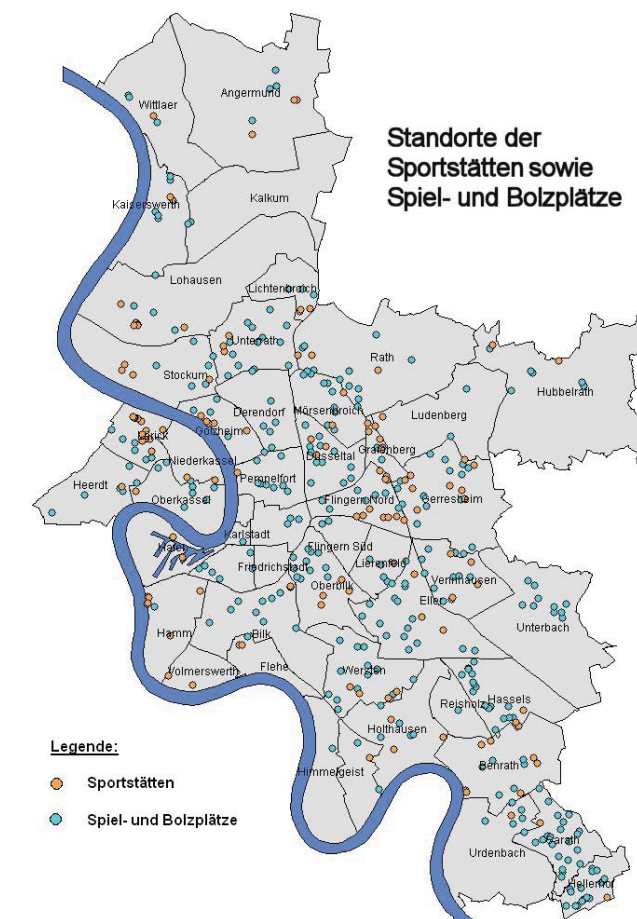 Standorte der
Sportstätten sowie
Spiel- und Bolzplätze
Angermund
Wittlaer
Kalkum
Kaiserswerth
Lohausen
Lichtenbroich
Unterrath
Rath
Stockum
Hubbelrath
Mörsenbroich
Derendorf
Ludenberg
Golzheim
Lörick
Grafenberg
Düsseltal
Niederkassel
Pempelfort
Heerdt
Oberkassel
Flingern Nord
Gerresheim
Karlstadt
Hafen
Flingern Süd
Friedrichstadt
Lierenfeld
Oberbilk
Vennhausen
Eller
Unterbach
Hamm
Bilk
Flehe
Volmerswerth
Wersten
Hassels
Reisholz
Holthausen
Legende:
Himmelgeist
Benrath
Sportstätten
Spiel- und Bolzplätze
Garath
Urdenbach
Hellerhof